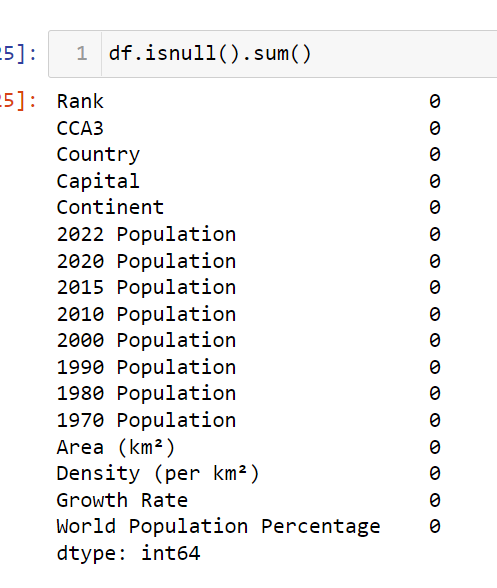 5]: 1 df.isnull().sum()
5]:
Rank 0
CCA3 0
Country 0
Capital 0
Continent 0
2022 Population 0
2020 Population 0
2015 Population 0
2010 Population 0
2000 Population 0
1990 Population 0
1980 Population 0
1970 Population 0
Area (km²) 0
Density (per km²) 0
Growth Rate 0
World Population Percentage 0
dtype: int64